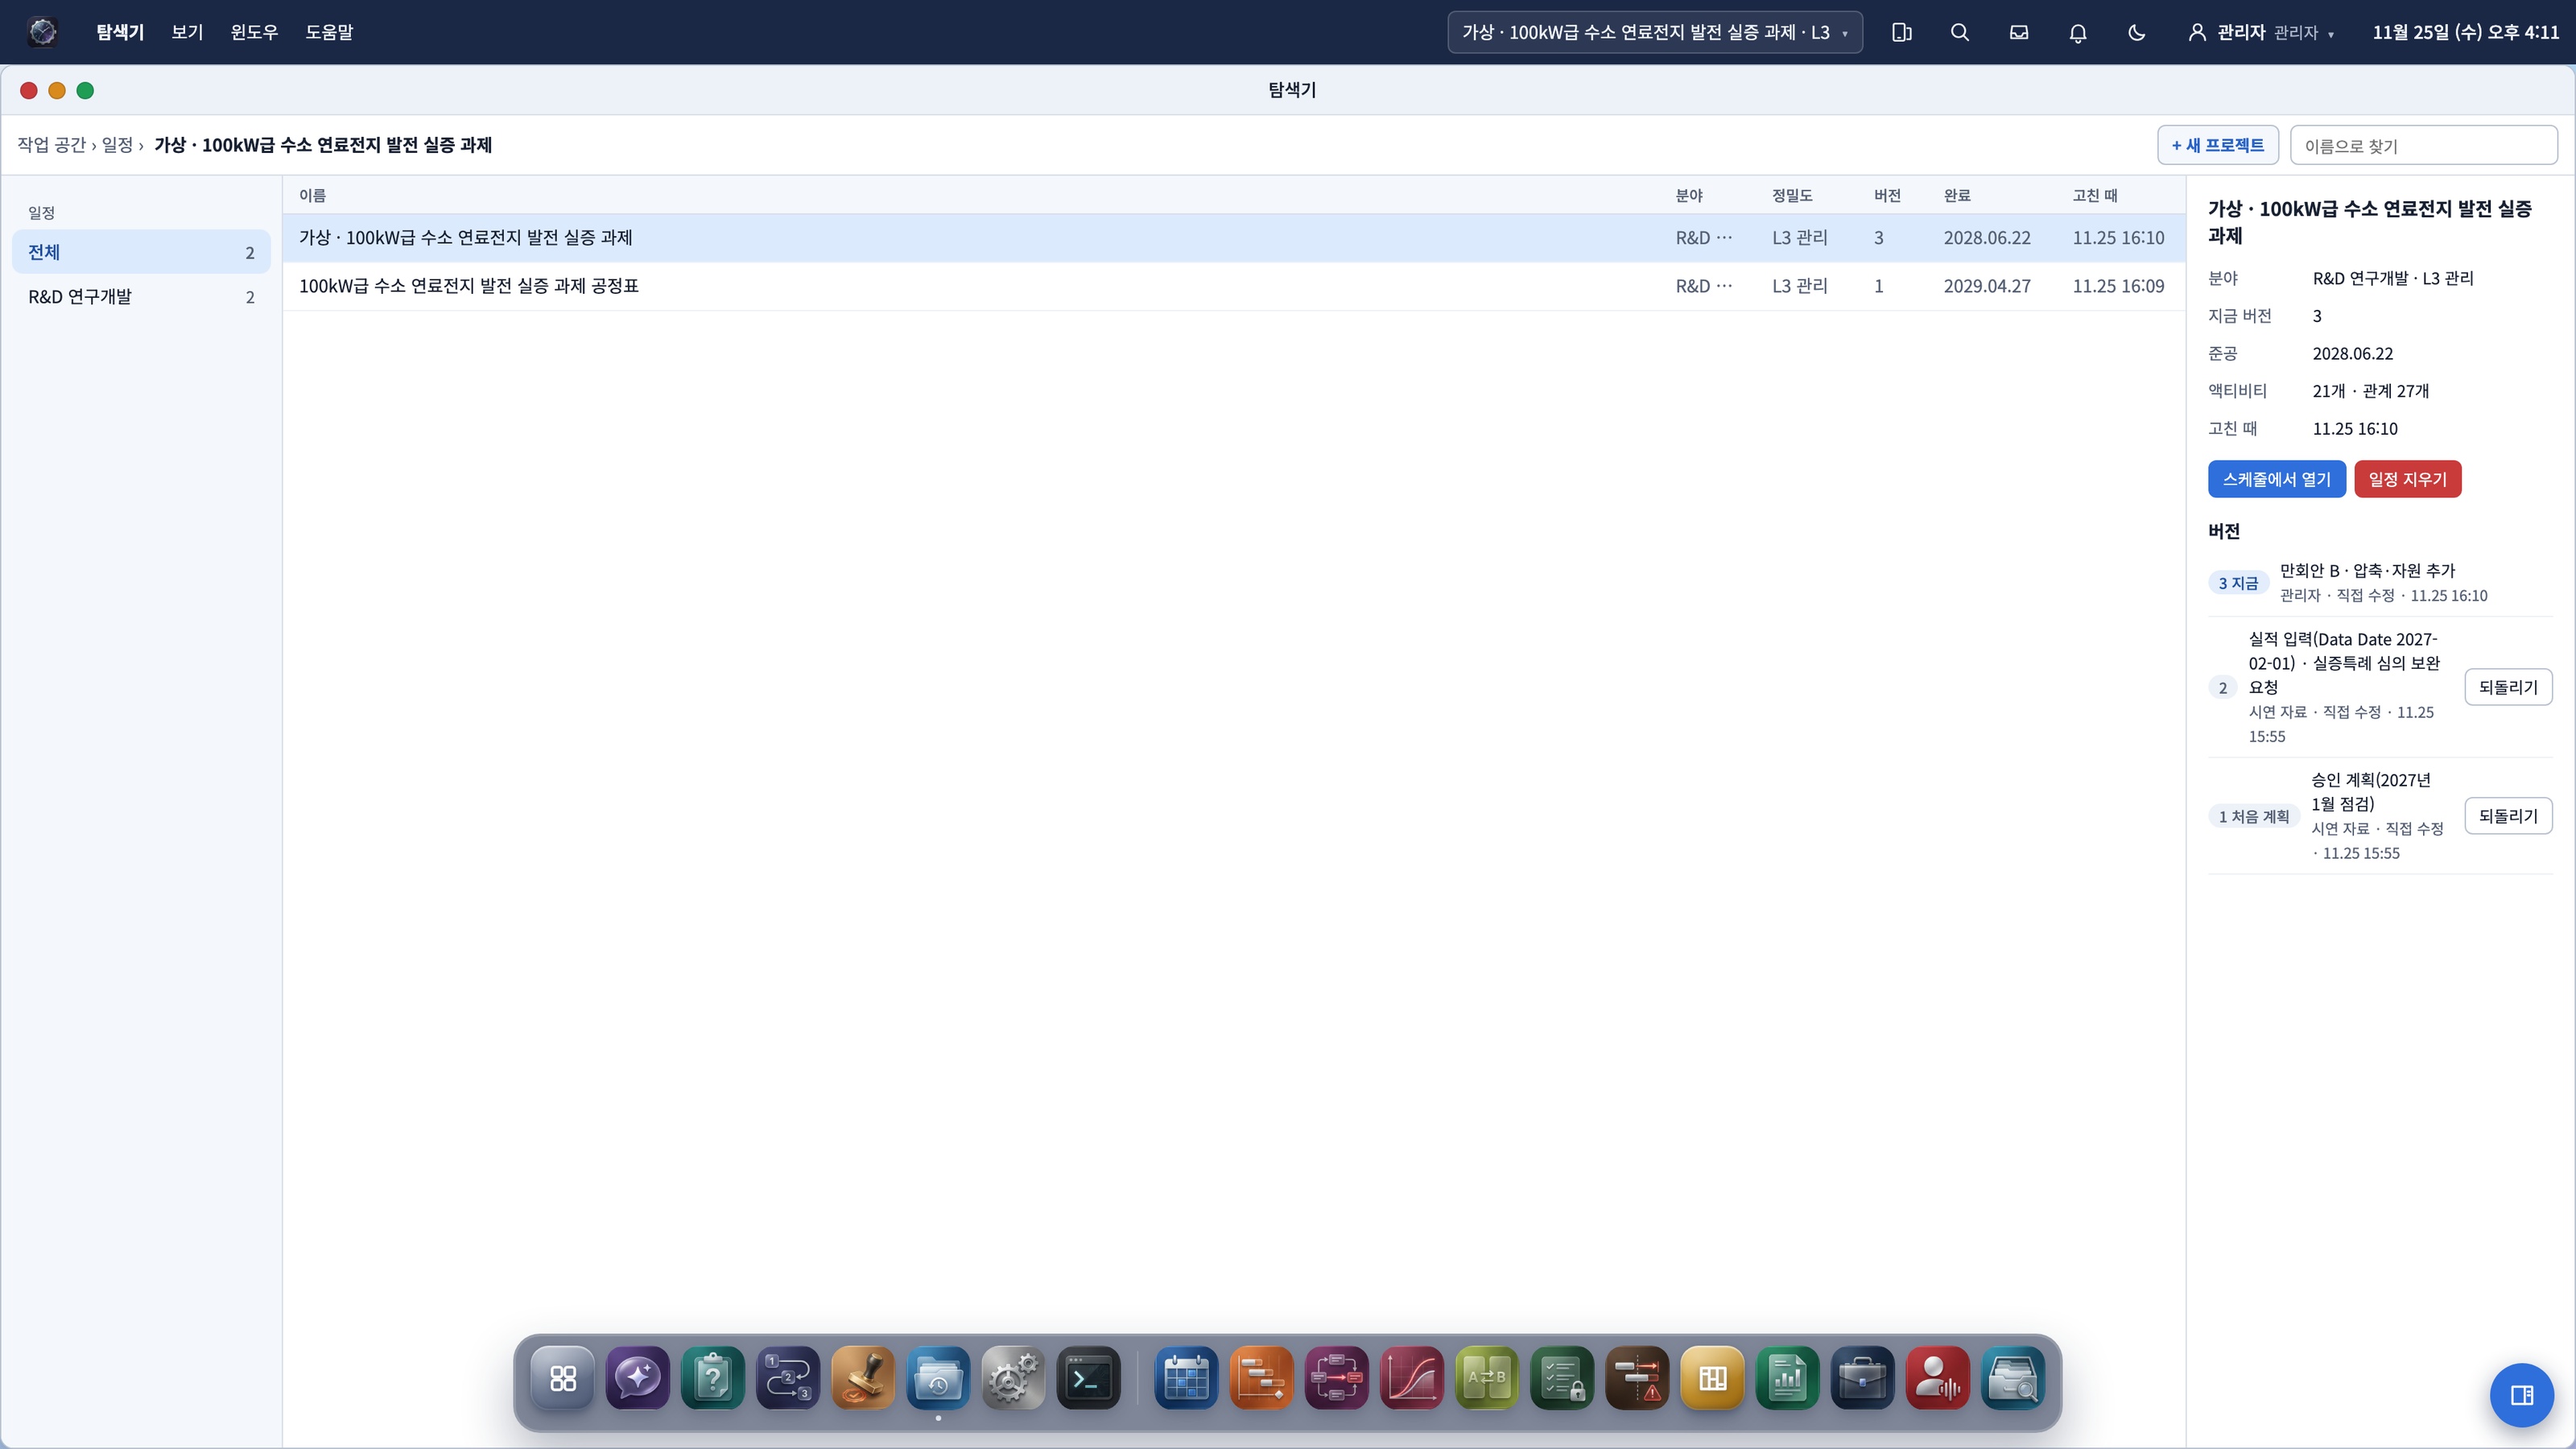 탐색기 보기 윈도우 도움말 가상 · 100kW급 수소 연료전지 발전 실증 과제 · L3 관리자 관리자 11월 25일 (수) 오후 4:11
탐색기
작업 공간 › 일정 › 가상 · 100kW급 수소 연료전지 발전 실증 과제
+ 새 프로젝트 이름으로 찾기
일정
전체 2
R&D 연구개발 2
이름 분야 정밀도 버전 완료 고친 때
가상 · 100kW급 수소 연료전지 발전 실증 과제 R&D ··· L3 관리 3 2028.06.22 11.25 16:10
100kW급 수소 연료전지 발전 실증 과제 공정표 R&D ··· L3 관리 1 2029.04.27 11.25 16:09
가상 · 100kW급 수소 연료전지 발전 실증
과제
분야 R&D 연구개발 · L3 관리
지금 버전 3
준공 2028.06.22
액티비티 21개 · 관계 27개
고친 때 11.25 16:10
스케줄에서 열기 일정 지우기
버전
3 지금
만회안 B · 압축·자원 추가
관리자 · 직접 수정 · 11.25 16:10
2
실적 입력(Data Date 2027-
02-01) · 실증특례 심의 보완
요청
시연 자료 · 직접 수정 · 11.25
15:55
되돌리기
1 처음 계획
승인 계획(2027년
1월 점검)
시연 자료 · 직접 수정
· 11.25 15:55
되돌리기
1
2
3
A⇄B